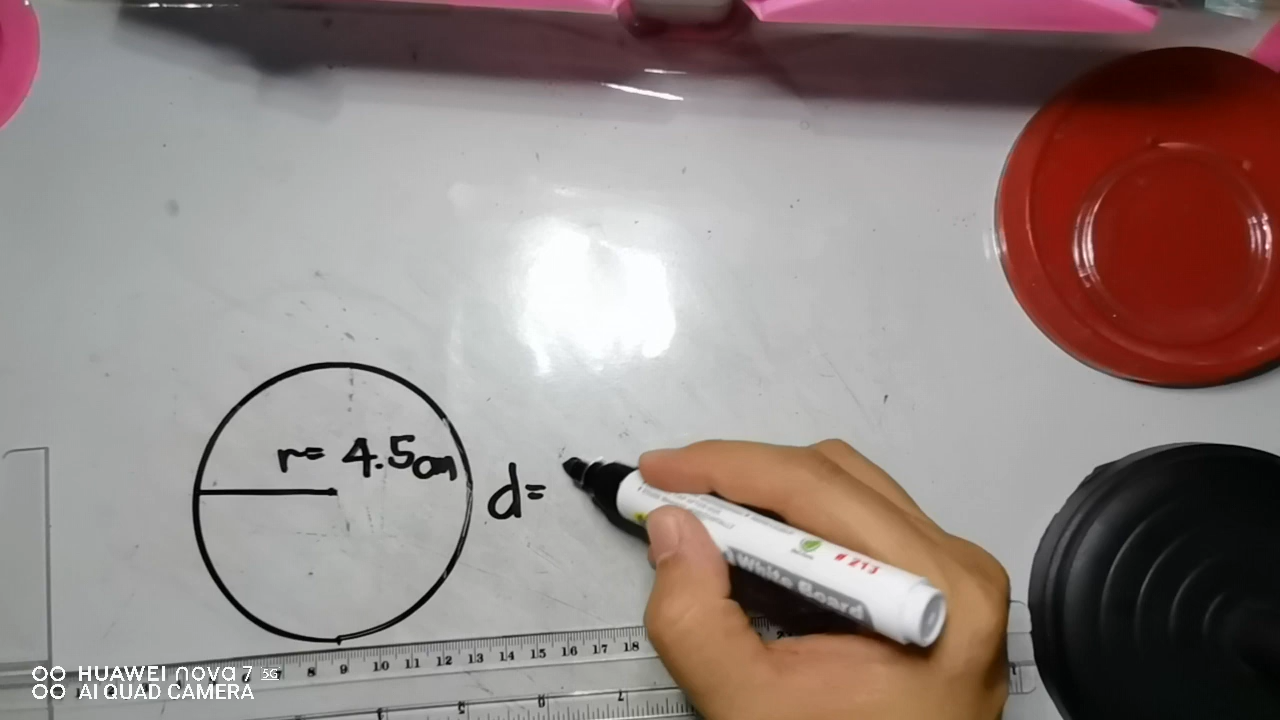 r= 4.5cm
d=
# 213
White Board
8 9 10 11 12 13 14 15 16 17 18
HUAWEI nova 7 5G
AI QUAD CAMERA